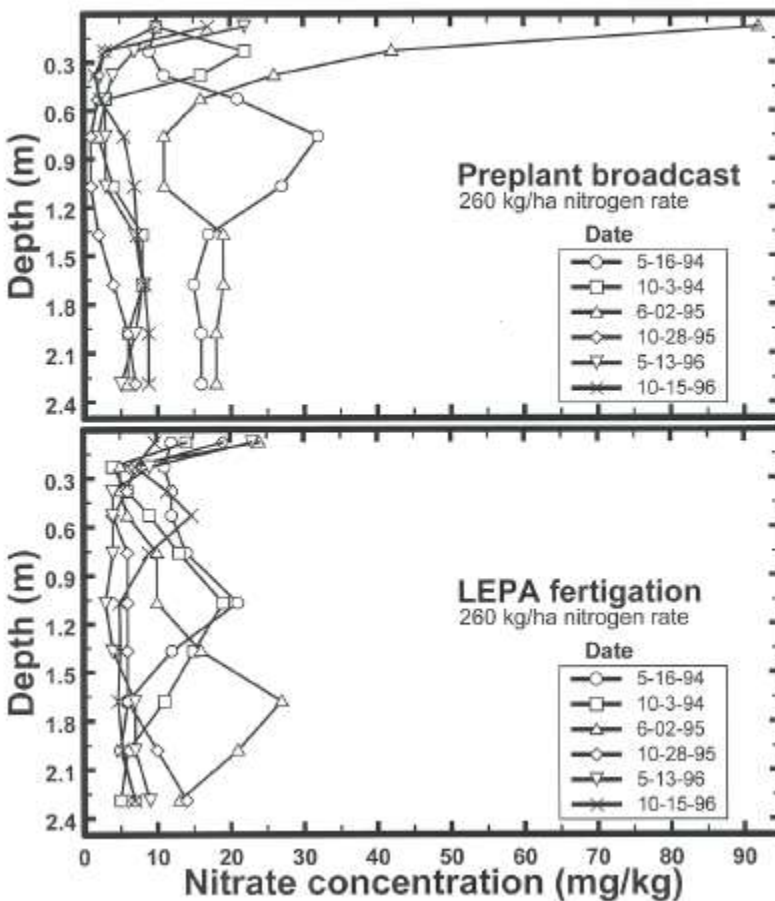 0.3
0.6
0.9
1.2
1.5
1.8
2.1
2.4
Depth (m)
Preplant broadcast
260 kg/ha nitrogen rate
Date
5-16-94
10-3-94
6-02-95
10-28-95
5-13-96
10-15-96
0.3
0.6
0.9
1.2
1.5
1.8
2.1
2.4
Depth (m)
LEPA fertigation
260 kg/ha nitrogen rate
Date
5-16-94
10-3-94
6-02-95
10-28-95
5-13-96
10-15-96
0 10 20 30 40 50 60 70 80 90
Nitrate concentration (mg/kg)